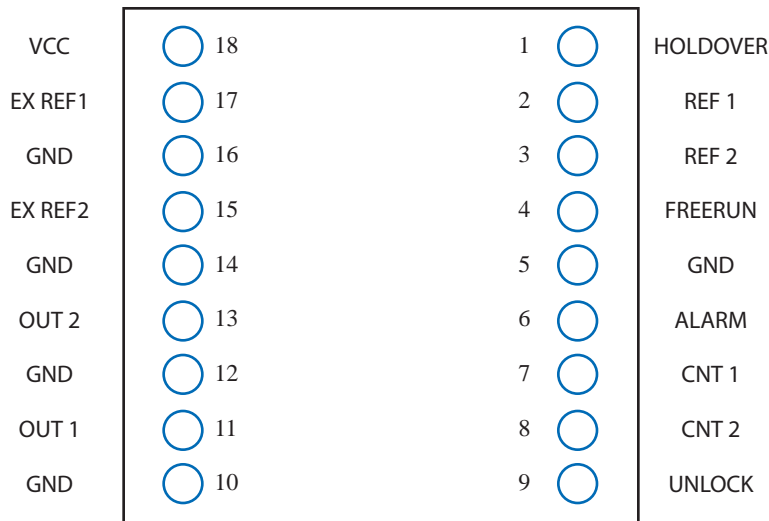 VCC 18 1 HOLDOVER
EX REF1 17 2 REF 1
GND 16 3 REF 2
EX REF2 15 4 FREERUN
GND 14 5 GND
OUT 2 13 6 ALARM
GND 12 7 CNT 1
OUT 1 11 8 CNT 2
GND 10 9 UNLOCK